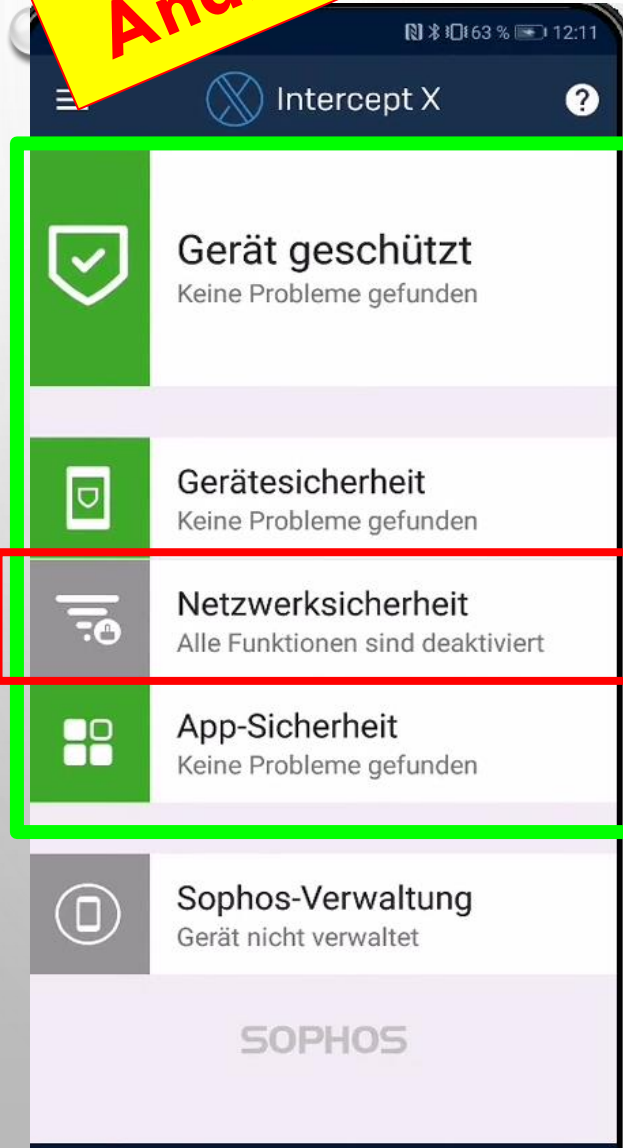 63 % 12:11
Intercept X
?
Gerät geschützt
Keine Probleme gefunden
Gerätesicherheit
Keine Probleme gefunden
Netzwerksicherheit
Alle Funktionen sind deaktiviert
App-Sicherheit
Keine Probleme gefunden
Sophos-Verwaltung
Gerät nicht verwaltet
SOPHOS